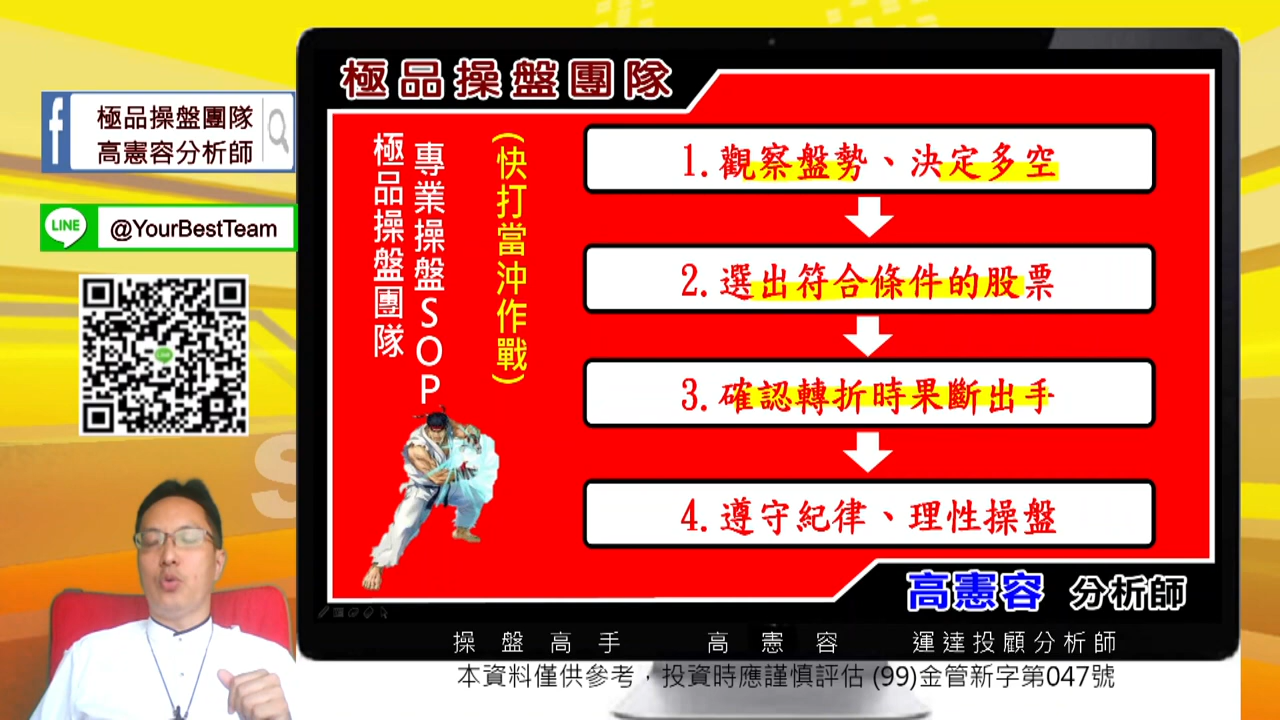 極品操盤團隊
高憲容分析師
LINE
@YourBestTeam
極品操盤團隊
極品操盤團隊
專業操盤SOP
(快打當沖作戰)
1.觀察盤勢、決定多空
2.選出符合條件的股票
3.確認轉折時果斷出手
4.遵守紀律、理性操盤
高憲容 分析師
操盤高手 高憲容 運達投顧分析師
本資料僅供參考，投資時應謹慎評估 (99)金管新字第047號
S